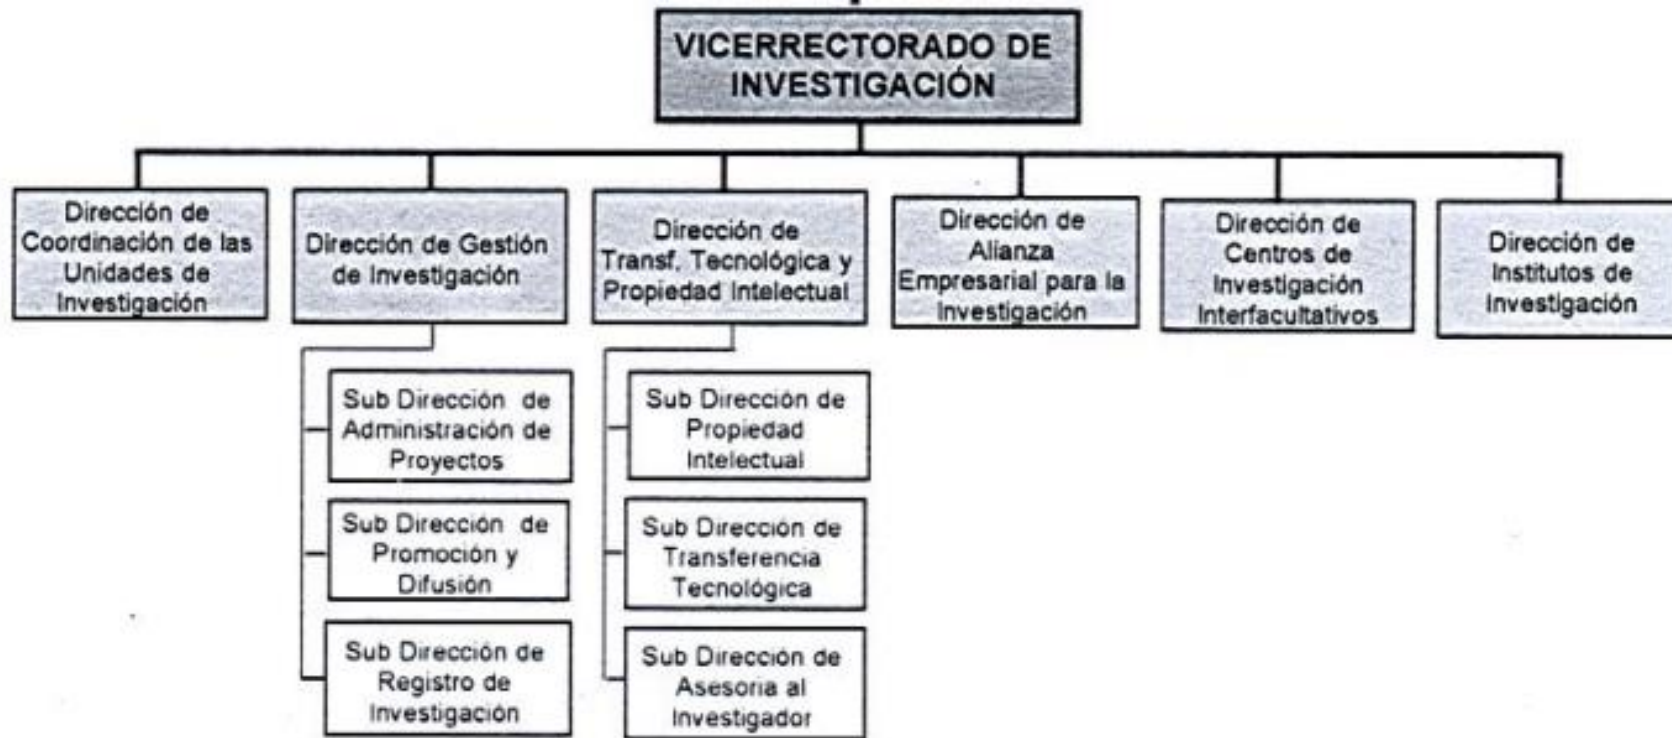 VICERRECTORADO DE
INVESTIGACIÓN
Dirección de
Coordinación de las
Unidades de
Investigación
Dirección de Gestión
de Investigación
Dirección de
Transf. Tecnológica y
Propiedad Intelectual
Dirección de
Alianza
Empresarial para la
Investigación
Dirección de
Centros de
Investigación
Interfacultativos
Dirección de
Institutos de
Investigación
Sub Dirección de
Administración de
Proyectos
Sub Dirección de
Promoción y
Difusión
Sub Dirección de
Registro de
Investigación
Sub Dirección de
Propiedad
Intelectual
Sub Dirección de
Transferencia
Tecnológica
Sub Dirección de
Asesoria al
Investigador